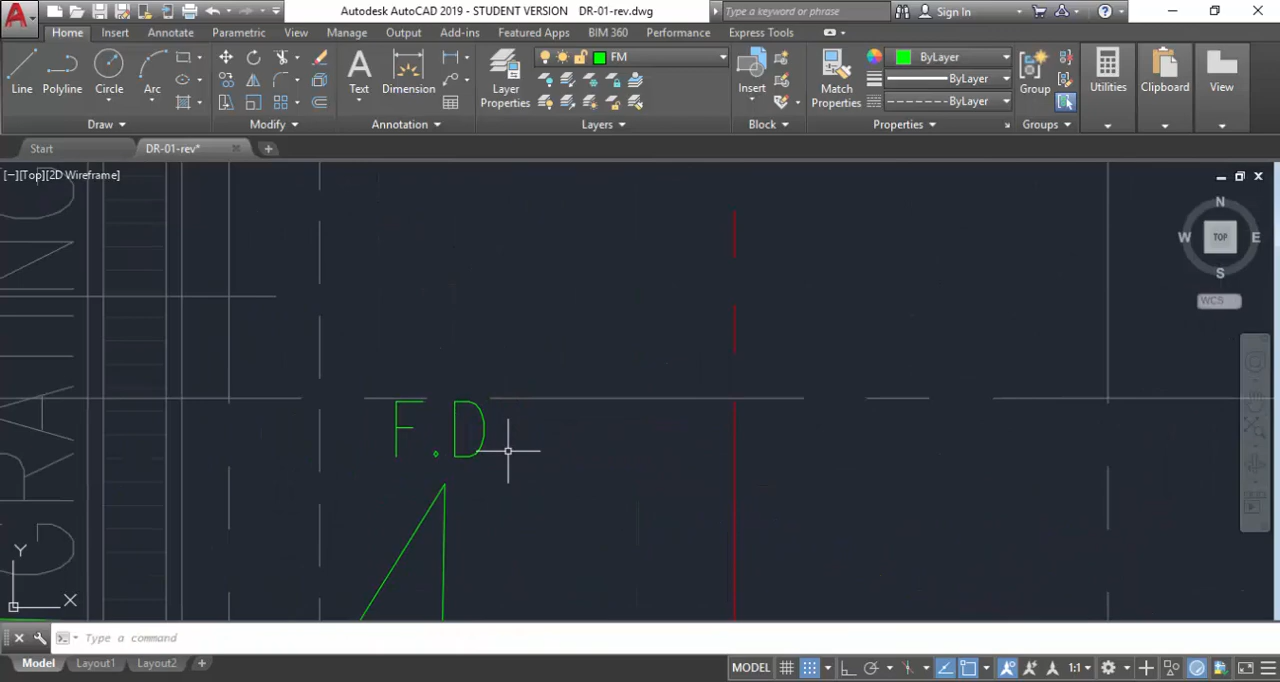 Autodesk AutoCAD 2019 - STUDENT VERSION DR-01-rev.dwg
Type a keyword or phrase
Sign In
Home Insert Annotate Parametric View Manage Output Add-ins Featured Apps BIM 360 Performance Express Tools
FM
ByLayer
ByLayer
ByLayer
Line Polyline Circle Arc Text Dimension Layer Properties Insert Match Properties Group Utilities Clipboard View
Draw Modify Annotation Layers Block Properties Groups
Start DR-01-rev*
[−][Top][2D Wireframe]
N
W TOP E
S
WCS
F.D
Y
X
Type a command
Model Layout1 Layout2
MODEL 1:1